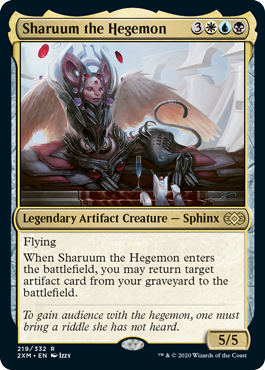 Sharuum the Hegemon 3
Legendary Artifact Creature — Sphinx
Flying
When Sharuum the Hegemon enters
the battlefield, you may return target
artifact card from your graveyard to the
battlefield.
To gain audience with the hegemon, one must
bring a riddle she has not heard.
5/5
219/332 R
2XM • EN Izzy
™ & © 2020 Wizards of the Coast